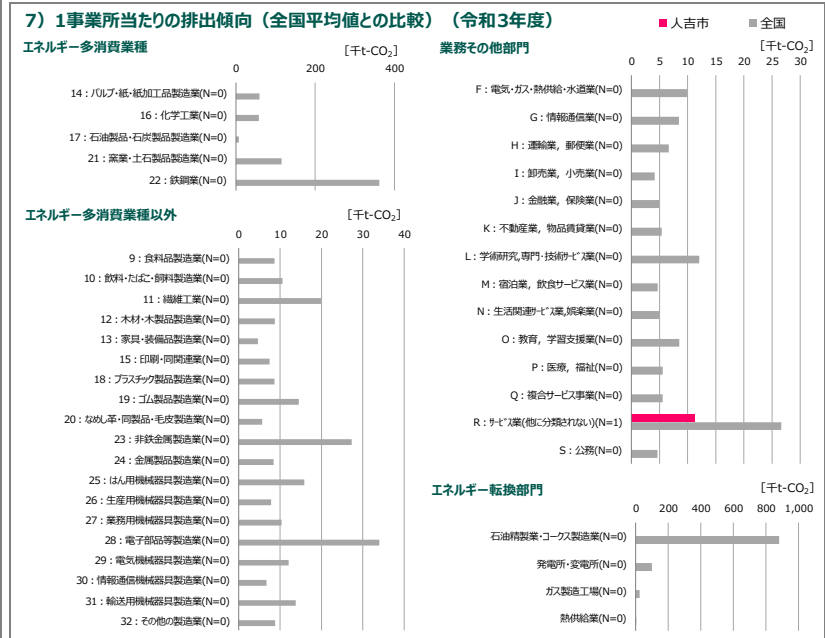 7）1事業所当たりの排出傾向（全国平均値との比較）（令和3年度）
人吉市 全国
エネルギー多消費業種
[千t-CO₂]
0 200 400
14：パルプ・紙・紙加工品製造業(N=0)
16：化学工業(N=0)
17：石油製品・石炭製品製造業(N=0)
21：窯業・土石製品製造業(N=0)
22：鉄鋼業(N=0)
エネルギー多消費業種以外
[千t-CO₂]
0 10 20 30 40
9：食料品製造業(N=0)
10：飲料・たばこ・飼料製造業(N=0)
11：繊維工業(N=0)
12：木材・木製品製造業(N=0)
13：家具・装備品製造業(N=0)
15：印刷・同関連業(N=0)
18：プラスチック製品製造業(N=0)
19：ゴム製品製造業(N=0)
20：なめし革・同製品・毛皮製造業(N=0)
23：非鉄金属製造業(N=0)
24：金属製品製造業(N=0)
25：はん用機械器具製造業(N=0)
26：生産用機械器具製造業(N=0)
27：業務用機械器具製造業(N=0)
28：電子部品等製造業(N=0)
29：電気機械器具製造業(N=0)
30：情報通信機械器具製造業(N=0)
31：輸送用機械器具製造業(N=0)
32：その他の製造業(N=0)
業務その他部門
[千t-CO₂]
0 5 10 15 20 25 30
F：電気・ガス・熱供給・水道業(N=0)
G：情報通信業(N=0)
H：運輸業，郵便業(N=0)
I：卸売業，小売業(N=0)
J：金融業，保険業(N=0)
K：不動産業，物品賃貸業(N=0)
L：学術研究,専門・技術サービス業(N=0)
M：宿泊業，飲食サービス業(N=0)
N：生活関連サービス業,娯楽業(N=0)
O：教育，学習支援業(N=0)
P：医療，福祉(N=0)
Q：複合サービス事業(N=0)
R：サービス業(他に分類されない)(N=1)
S：公務(N=0)
エネルギー転換部門
[千t-CO₂]
0 200 400 600 800 1,000
石油精製業・コークス製造業(N=0)
発電所・変電所(N=0)
ガス製造工場(N=0)
熱供給業(N=0)